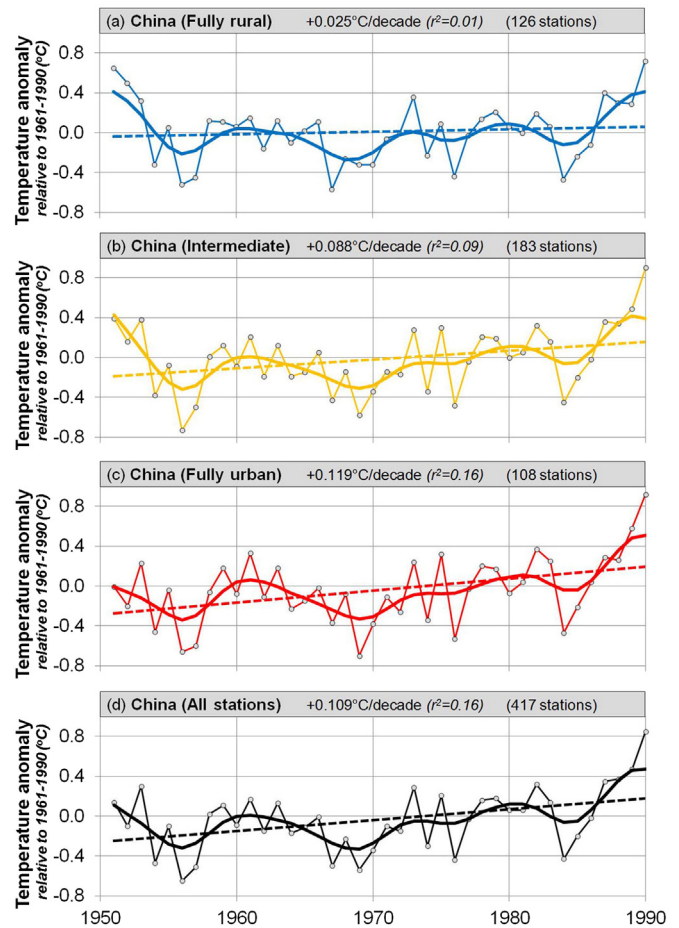 (a) China (Fully rural) +0.025°C/decade (r²=0.01) (126 stations)
Temperature anomaly
relative to 1961-1990 (ºC)
0.8
0.4
0.0
-0.4
-0.8
(b) China (Intermediate) +0.088°C/decade (r²=0.09) (183 stations)
Temperature anomaly
relative to 1961-1990 (ºC)
0.8
0.4
0.0
-0.4
-0.8
(c) China (Fully urban) +0.119°C/decade (r²=0.16) (108 stations)
Temperature anomaly
relative to 1961-1990 (ºC)
0.8
0.4
0.0
-0.4
-0.8
(d) China (All stations) +0.109°C/decade (r²=0.16) (417 stations)
Temperature anomaly
relative to 1961-1990 (ºC)
0.8
0.4
0.0
-0.4
-0.8
1950 1960 1970 1980 1990